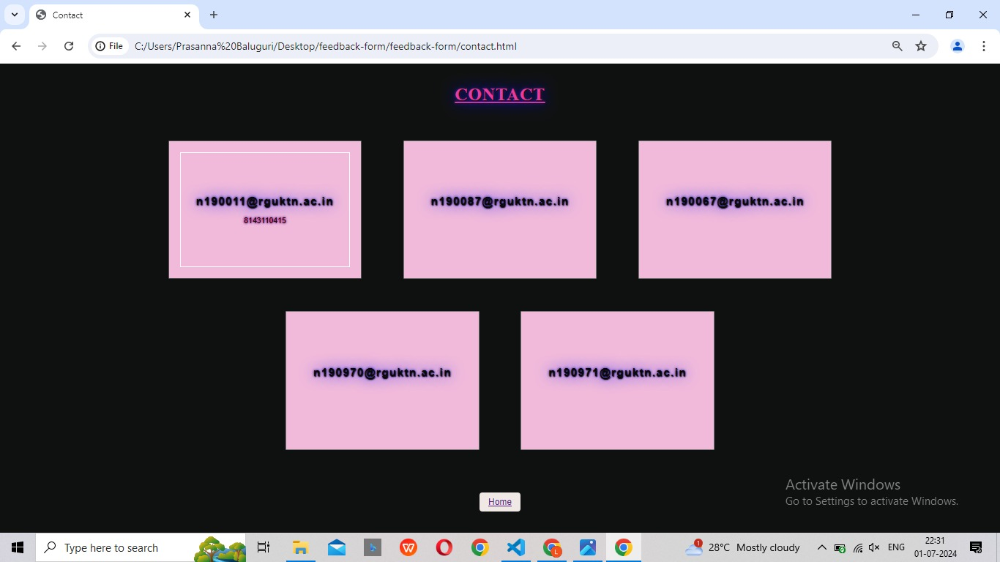 Contact
File
C:/Users/Prasanna%20Baluguri/Desktop/feedback-form/feedback-form/contact.html
CONTACT
n190011@rguktn.ac.in
8143110415
n190087@rguktn.ac.in
n190067@rguktn.ac.in
n190970@rguktn.ac.in
n190971@rguktn.ac.in
Home
Activate Windows
Go to Settings to activate Windows.
Type here to search
W
L
1
28°C Mostly cloudy
ENG
22:31
01-07-2024